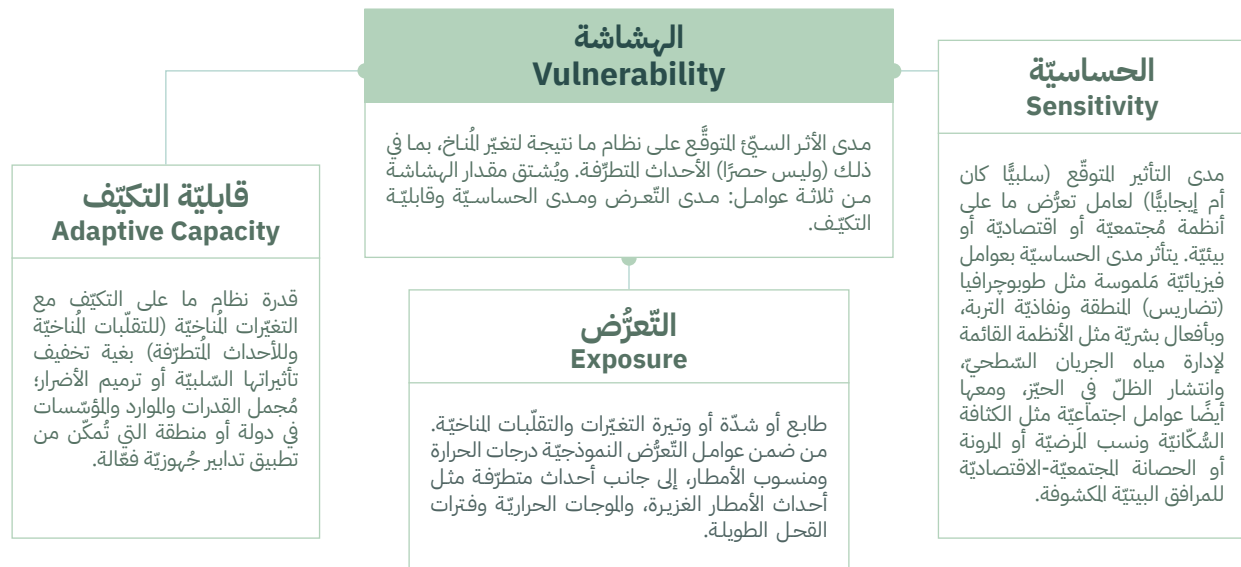 الهشاشة
Vulnerability
مدى الأثر السيّئ المتوقَّع على نظام ما نتيجة لتغيّر المُناخ، بما في
ذلك (وليس حصرًا) الأحداث المتطرّفة. ويُشتق مقدار الهشاشة
من ثلاثة عوامل: مدى التّعرض ومدى الحساسيّة وقابليّة
التكيّف.
الحساسيّة
Sensitivity
مدى التأثير المتوقّع (سلبيًّا كان
أم إيجابيًّا) لعامل تعرُّض ما على
أنظمة مُجتمعيّة أو اقتصاديّة أو
بيئيّة. يتأثر مدى الحساسيّة بعوامل
فيزيائيّة مَلموسة مثل طوبوچرافيا
(تضاريس) المنطقة ونفاذيّة التربة،
وبأفعال بشريّة مثل الأنظمة القائمة
لإدارة مياه الجريان السّطحيّ،
وانتشار الظلّ في الحيّز، ومعها
أيضًا عوامل اجتماعيّة مثل الكثافة
السُّكّانيّة ونسب المَرضيّة أو المرونة
أو الحصانة المجتمعيّة-الاقتصاديّة
للمرافق البيتيّة المكشوفة.
التّعرُّض
Exposure
طابع أو شدّة أو وتيرة التغيّرات والتقلّبات المناخيّة.
من ضمن عوامل التّعرُّض النموذجيّة درجات الحرارة
ومنسوب الأمطار، إلى جانب أحداث متطرّفة مثل
أحداث الأمطار الغزيرة، والموجات الحراريّة وفترات
القحل الطويلة.
قابليّة التكيّف
Adaptive Capacity
قدرة نظام ما على التكيّف مع
التغيّرات المُناخيّة (للتقلّبات المُناخيّة
وللأحداث المُتطرّفة) بغية تخفيف
تأثيراتها السّلبيّة أو ترميم الأضرار؛
مُجمل القدرات والموارد والمؤسّسات
في دولة أو منطقة التي تُمكّن من
تطبيق تدابير جُهوزيّة فعّالة.